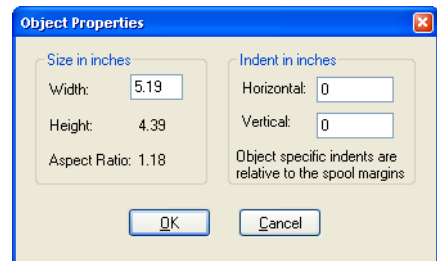 Object Properties
Size in inches
Width: 5.19
Height: 4.39
Aspect Ratio: 1.18
Indent in inches
Horizontal: 0
Vertical: 0
Object specific indents are
relative to the spool margins
OK
Cancel